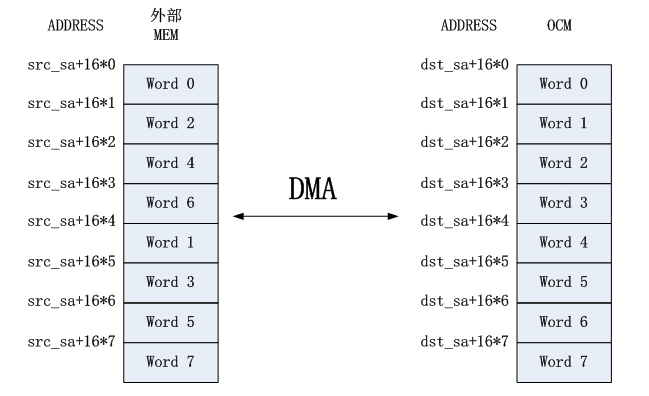 ADDRESS
外部
MEM
src_sa+16*0
Word 0
src_sa+16*1
Word 2
src_sa+16*2
Word 4
src_sa+16*3
Word 6
src_sa+16*4
Word 1
src_sa+16*5
Word 3
src_sa+16*6
Word 5
src_sa+16*7
Word 7
DMA
ADDRESS
OCM
dst_sa+16*0
Word 0
dst_sa+16*1
Word 1
dst_sa+16*2
Word 2
dst_sa+16*3
Word 3
dst_sa+16*4
Word 4
dst_sa+16*5
Word 5
dst_sa+16*6
Word 6
dst_sa+16*7
Word 7